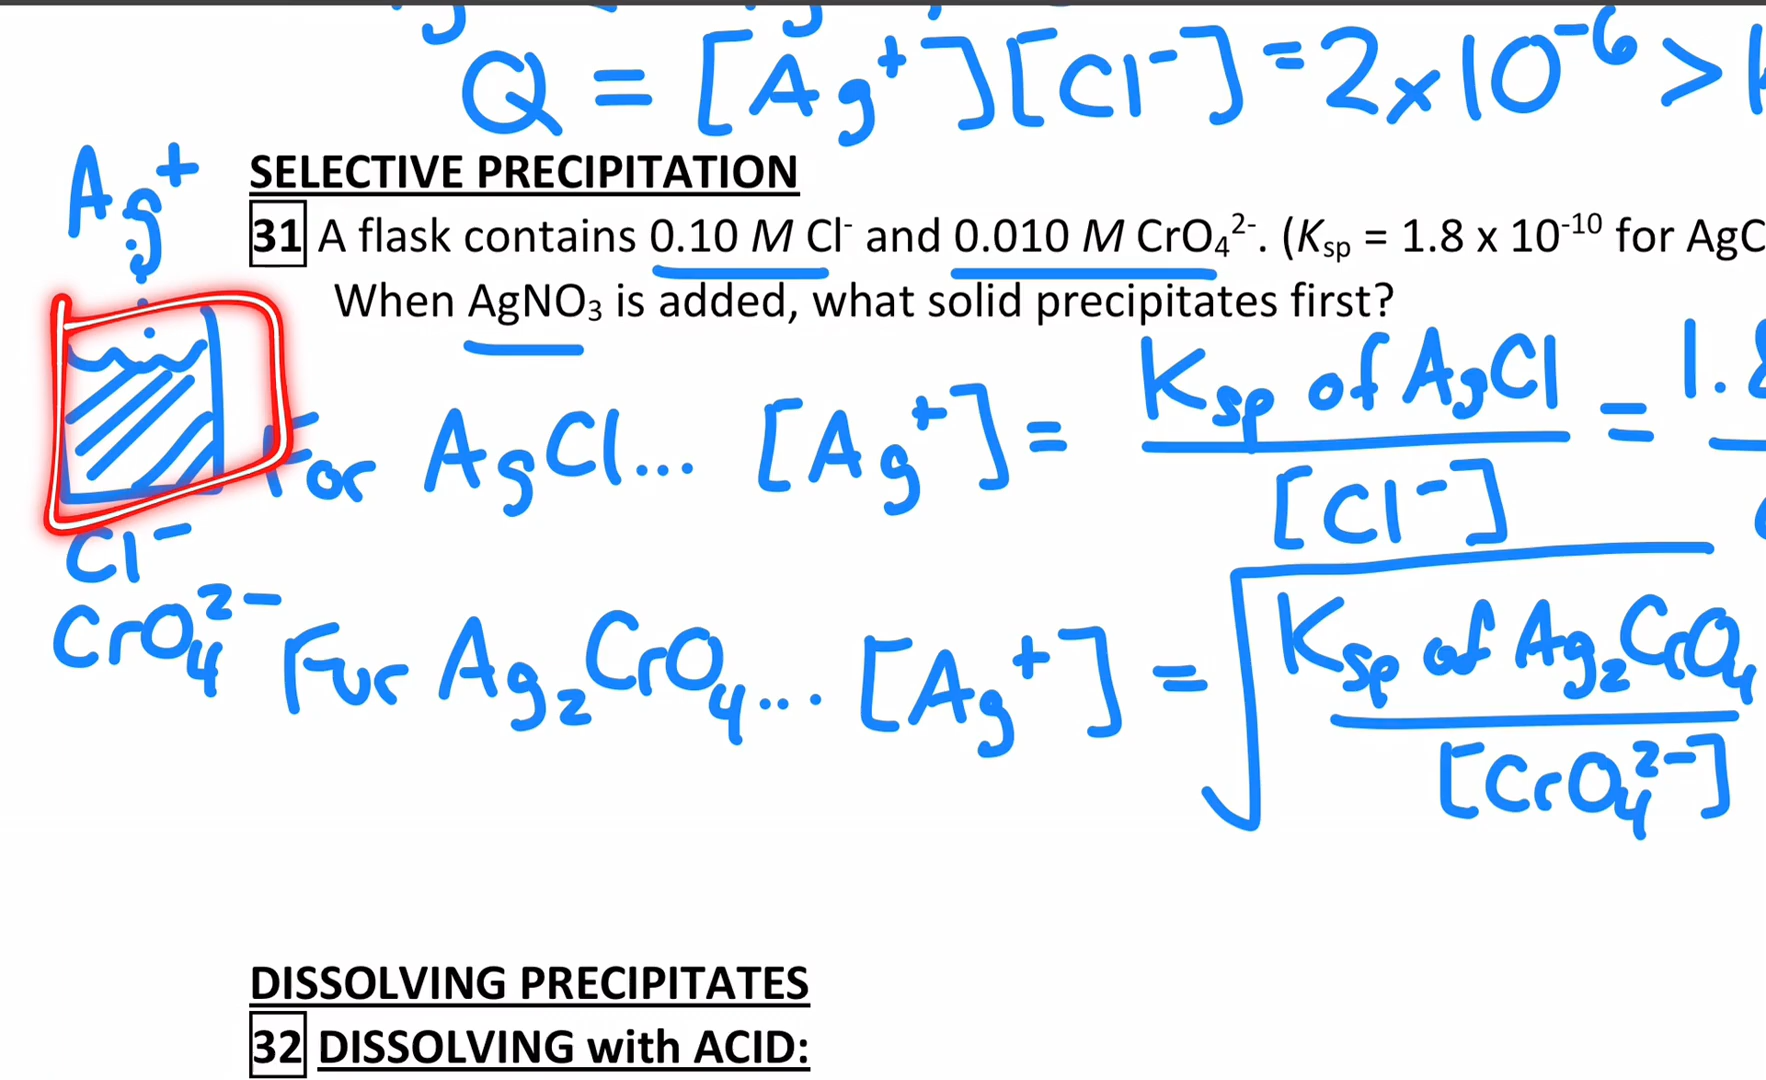 Q = [Ag⁺][Cl⁻] = 2x10⁻⁶ >
Ag⁺
SELECTIVE PRECIPITATION
31 A flask contains 0.10 M Cl⁻ and 0.010 M CrO₄²⁻. (Ksp = 1.8 x 10⁻¹⁰ for AgC
When AgNO₃ is added, what solid precipitates first?
For AgCl... [Ag⁺] = Ksp of AgCl / [Cl⁻] = 1.8
Cl⁻
CrO₄²⁻
For Ag₂CrO₄... [Ag⁺] = √ Ksp of Ag₂CrO₄ / [CrO₄²⁻]
DISSOLVING PRECIPITATES
32 DISSOLVING with ACID: